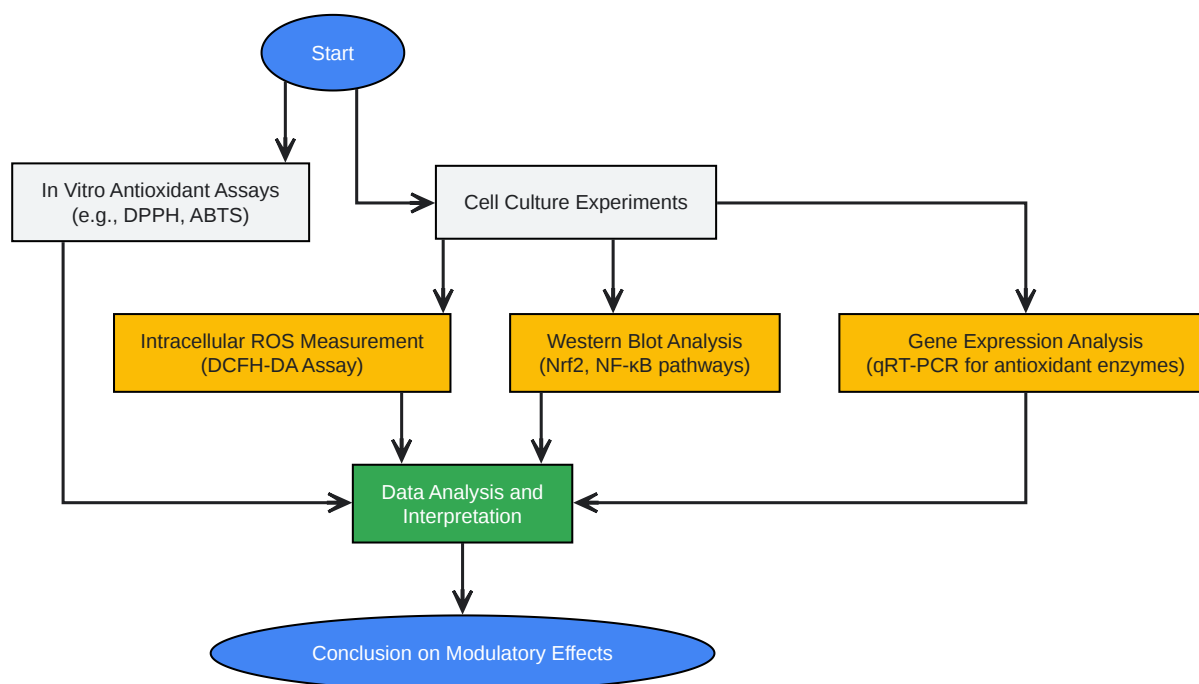 Start
In Vitro Antioxidant Assays
(e.g., DPPH, ABTS)
Cell Culture Experiments
Intracellular ROS Measurement
(DCFH-DA Assay)
Western Blot Analysis
(Nrf2, NF-κB pathways)
Gene Expression Analysis
(qRT-PCR for antioxidant enzymes)
Data Analysis and
Interpretation
Conclusion on Modulatory Effects